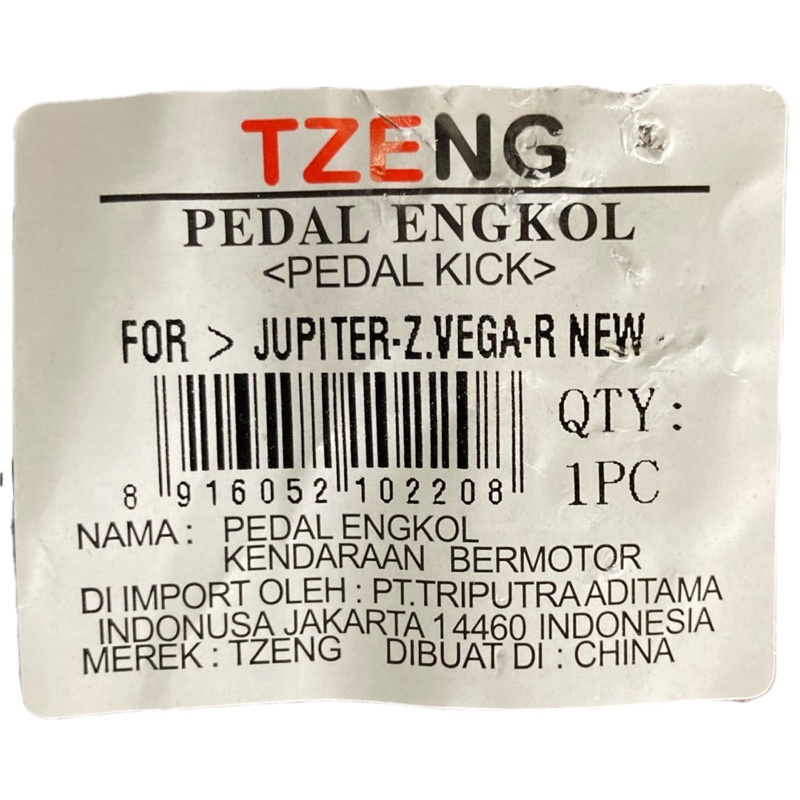 TZENG
PEDAL ENGKOL
<PEDAL KICK>
FOR > JUPITER-Z.VEGA-R NEW
QTY :
1PC
8 916052 102208
NAMA : PEDAL ENGKOL
KENDARAAN BERMOTOR
DI IMPORT OLEH : PT.TRIPUTRA ADITAMA
INDONUSA JAKARTA 14460 INDONESIA
MEREK : TZENG DIBUAT DI : CHINA